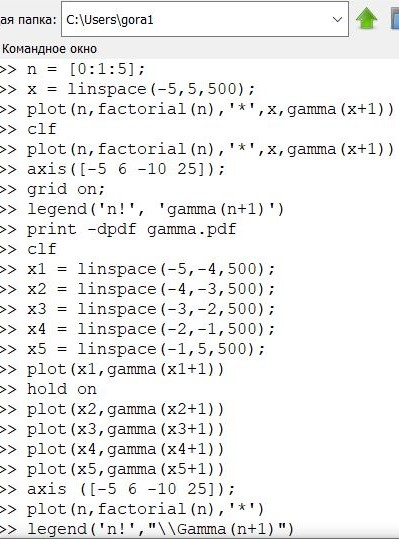 ая папка: C:\Users\gora1
Командное окно
>> n = [0:1:5];
>> x = linspace(-5,5,500);
>> plot(n,factorial(n),'*',x,gamma(x+1))
>> clf
>> plot(n,factorial(n),'*',x,gamma(x+1))
>> axis([-5 6 -10 25]);
>> grid on;
>> legend('n!', 'gamma(n+1)')
>> print -dpdf gamma.pdf
>> clf
>> x1 = linspace(-5,-4,500);
>> x2 = linspace(-4,-3,500);
>> x3 = linspace(-3,-2,500);
>> x4 = linspace(-2,-1,500);
>> x5 = linspace(-1,5,500);
>> plot(x1,gamma(x1+1))
>> hold on
>> plot(x2,gamma(x2+1))
>> plot(x3,gamma(x3+1))
>> plot(x4,gamma(x4+1))
>> plot(x5,gamma(x5+1))
>> axis ([-5 6 -10 25]);
>> plot(n,factorial(n),'*')
>> legend('n!',"\\Gamma(n+1)")